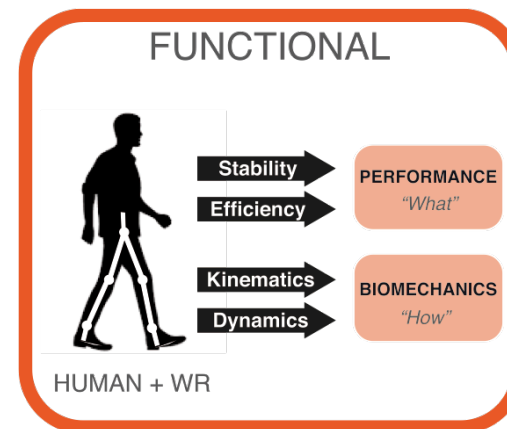 FUNCTIONAL
Stability
Efficiency
PERFORMANCE
"What"
Kinematics
Dynamics
BIOMECHANICS
"How"
HUMAN + WR